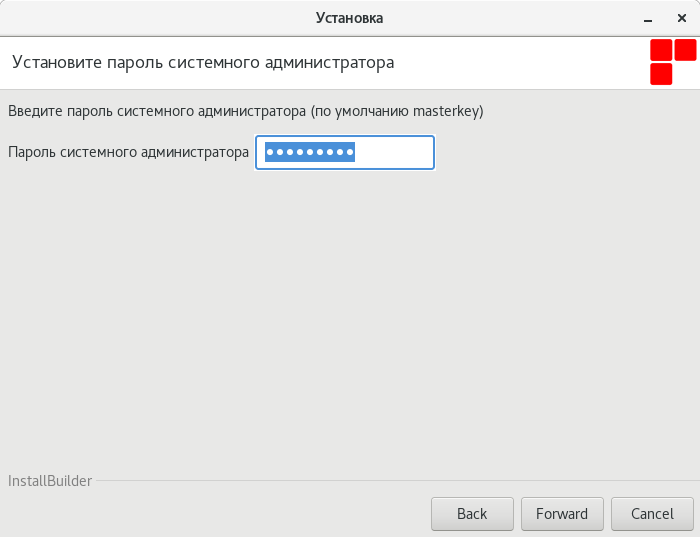 Установка
Установите пароль системного администратора
Введите пароль системного администратора (по умолчанию masterkey)
Пароль системного администратора •••••••••
InstallBuilder
Back Forward Cancel